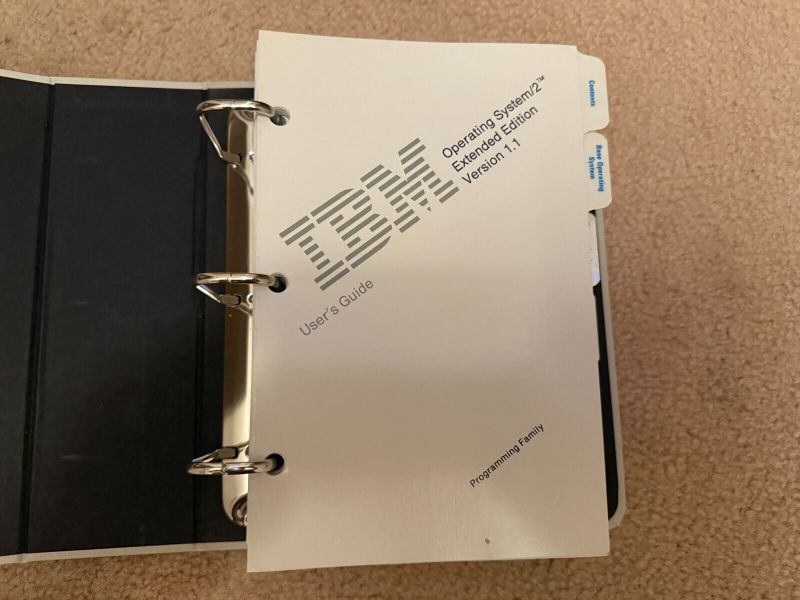 IBM
Operating System/2™
Extended Edition
Version 1.1
User's Guide
Programming Family
Contents
Base Operating
System